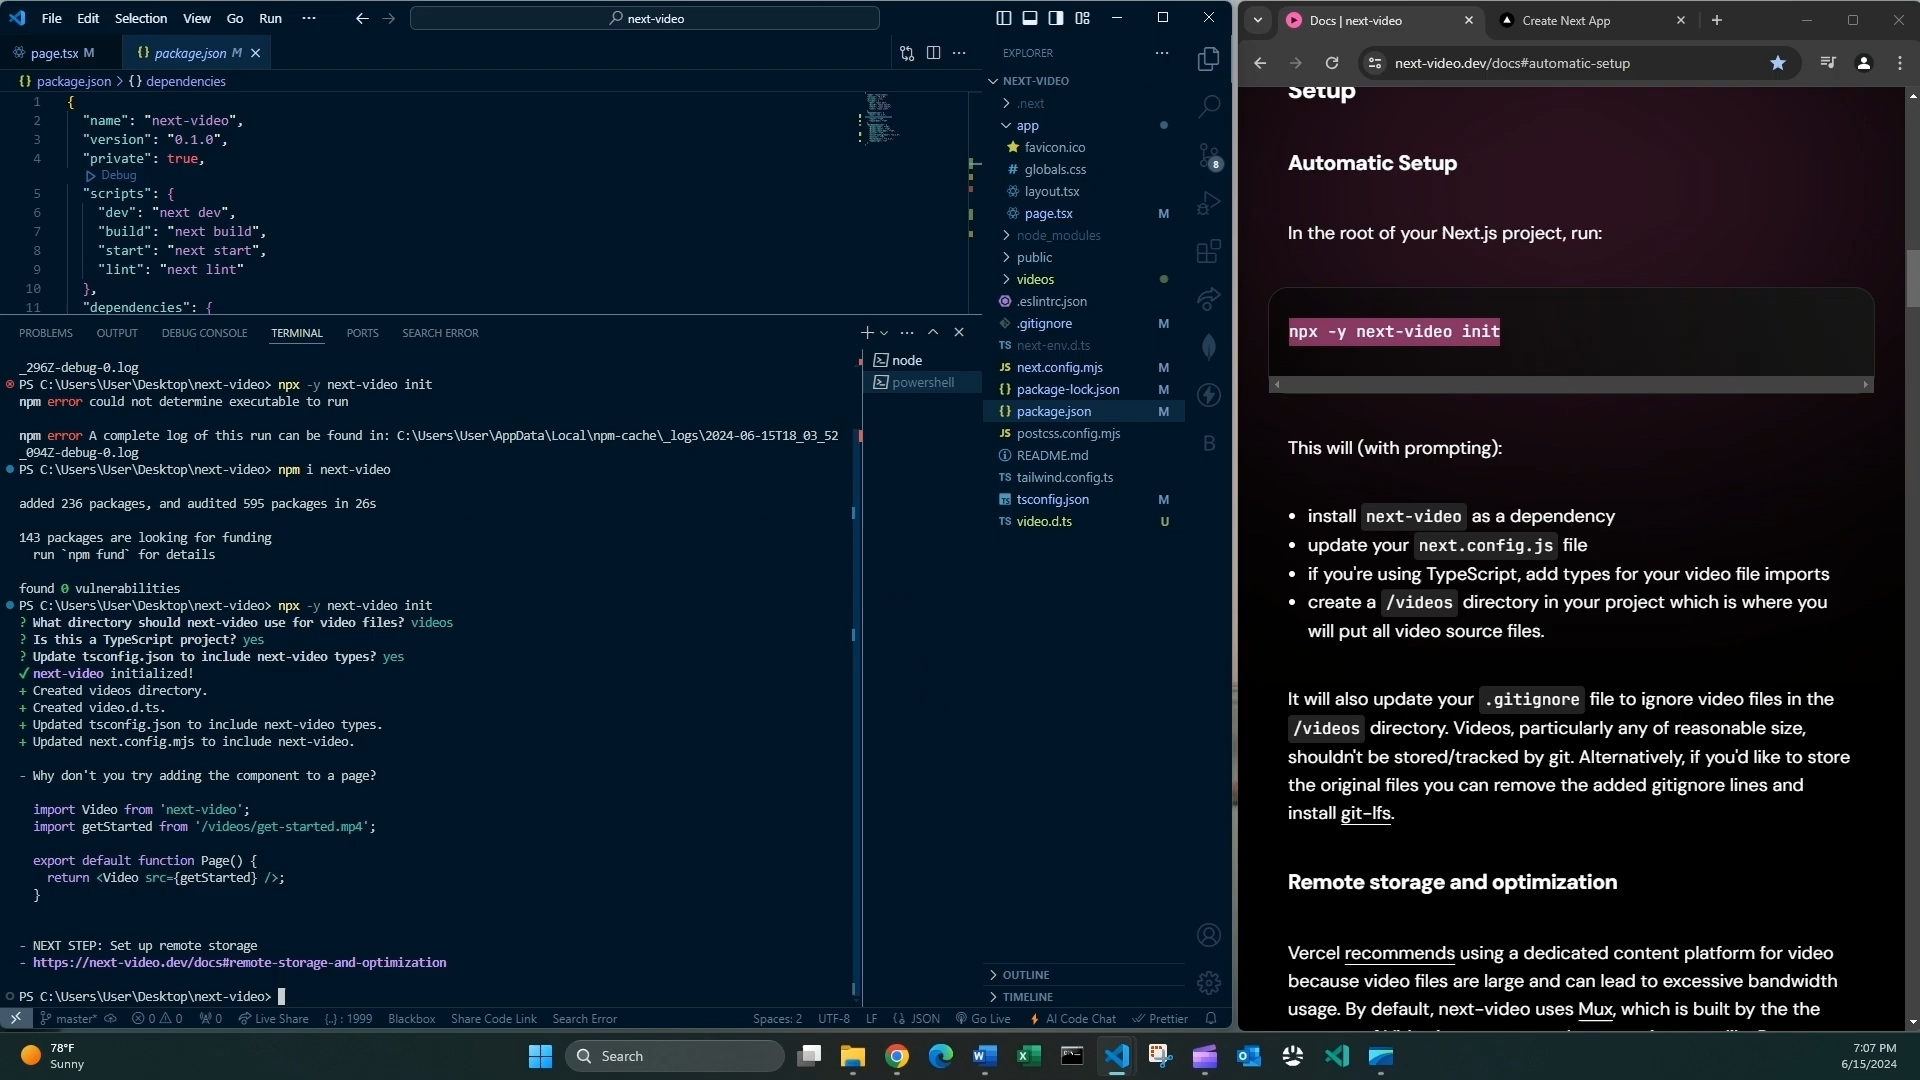 File Edit Selection View Go Run ···
next-video
page.tsx M
package.json M
package.json > {} dependencies
1 {
2 "name": "next-video",
3 "version": "0.1.0",
4 "private": true,
Debug
5 "scripts": {
6 "dev": "next dev",
7 "build": "next build",
8 "start": "next start",
9 "lint": "next lint"
10 },
11 "dependencies": {
PROBLEMS OUTPUT DEBUG CONSOLE TERMINAL PORTS SEARCH ERROR
_296Z-debug-0.log
PS C:\Users\User\Desktop\next-video> npx -y next-video init
npm error could not determine executable to run
npm error A complete log of this run can be found in: C:\Users\User\AppData\Local\npm-cache\_logs\2024-06-15T18_03_52
_094Z-debug-0.log
PS C:\Users\User\Desktop\next-video> npm i next-video
added 236 packages, and audited 595 packages in 26s
143 packages are looking for funding
run `npm fund` for details
found 0 vulnerabilities
PS C:\Users\User\Desktop\next-video> npx -y next-video init
? What directory should next-video use for video files? videos
? Is this a TypeScript project? yes
? Update tsconfig.json to include next-video types? yes
✓ next-video initialized!
+ Created videos directory.
+ Created video.d.ts.
+ Updated tsconfig.json to include next-video types.
+ Updated next.config.mjs to include next-video.
- Why don't you try adding the component to a page?
import Video from 'next-video';
import getStarted from '/videos/get-started.mp4';
export default function Page() {
return <Video src={getStarted} />;
}
- NEXT STEP: Set up remote storage
- https://next-video.dev/docs#remote-storage-and-optimization
PS C:\Users\User\Desktop\next-video>
node
powershell
EXPLORER
NEXT-VIDEO
.next
app
favicon.ico
globals.css
layout.tsx
page.tsx M
node_modules
public
videos
.eslintrc.json
.gitignore M
TS next-env.d.ts
JS next.config.mjs M
{} package-lock.json M
{} package.json M
JS postcss.config.mjs
README.md
TS tailwind.config.ts
tsconfig.json M
TS video.d.ts U
OUTLINE
TIMELINE
8
master* 0 0 0 Live Share {..} : 1999 Blackbox Share Code Link Search Error
Spaces: 2 UTF-8 LF {} JSON Go Live AI Code Chat Prettier
Docs | next-video
Create Next App
next-video.dev/docs#automatic-setup
Setup
Automatic Setup
In the root of your Next.js project, run:
npx -y next-video init
This will (with prompting):
• install next-video as a dependency
• update your next.config.js file
• if you're using TypeScript, add types for your video file imports
• create a /videos directory in your project which is where you
will put all video source files.
It will also update your .gitignore file to ignore video files in the
/videos directory. Videos, particularly any of reasonable size,
shouldn't be stored/tracked by git. Alternatively, if you'd like to store
the original files you can remove the added gitignore lines and
install git-lfs.
Remote storage and optimization
Vercel recommends using a dedicated content platform for video
because video files are large and can lead to excessive bandwidth
usage. By default, next-video uses Mux, which is built by the the
78°F
Sunny
Search
7:07 PM
6/15/2024